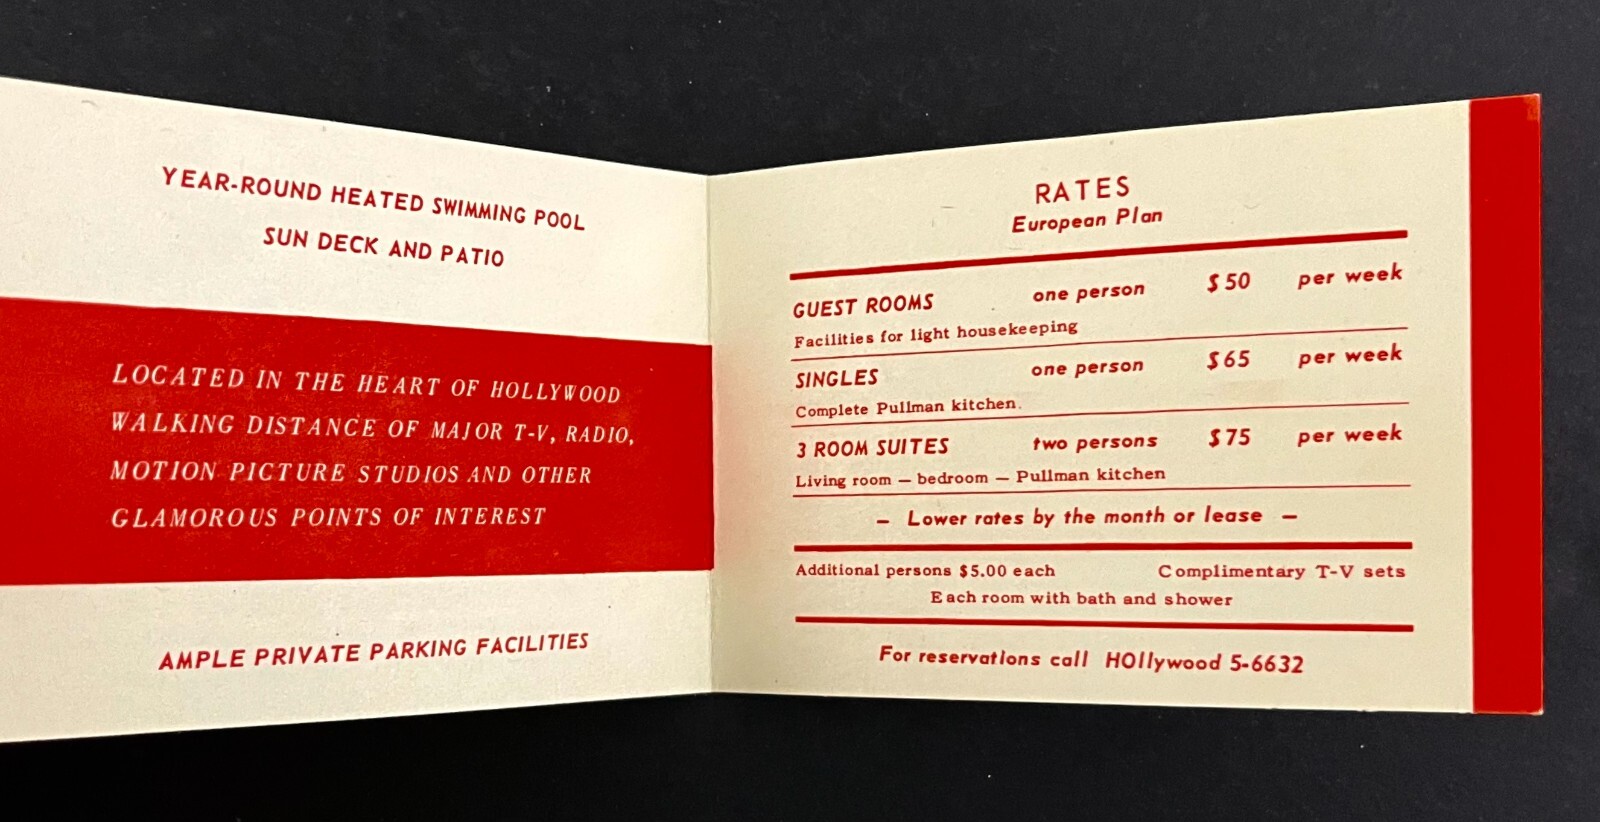 YEAR-ROUND HEATED SWIMMING POOL
SUN DECK AND PATIO
LOCATED IN THE HEART OF HOLLYWOOD
WALKING DISTANCE OF MAJOR T-V, RADIO,
MOTION PICTURE STUDIOS AND OTHER
GLAMOROUS POINTS OF INTEREST
AMPLE PRIVATE PARKING FACILITIES
RATES
European Plan
GUEST ROOMS one person $50 per week
Facilities for light housekeeping
SINGLES one person $65 per week
Complete Pullman kitchen.
3 ROOM SUITES two persons $75 per week
Living room — bedroom — Pullman kitchen
— Lower rates by the month or lease —
Additional persons $5.00 each Complimentary T-V sets
Each room with bath and shower
For reservations call HOllywood 5-6632